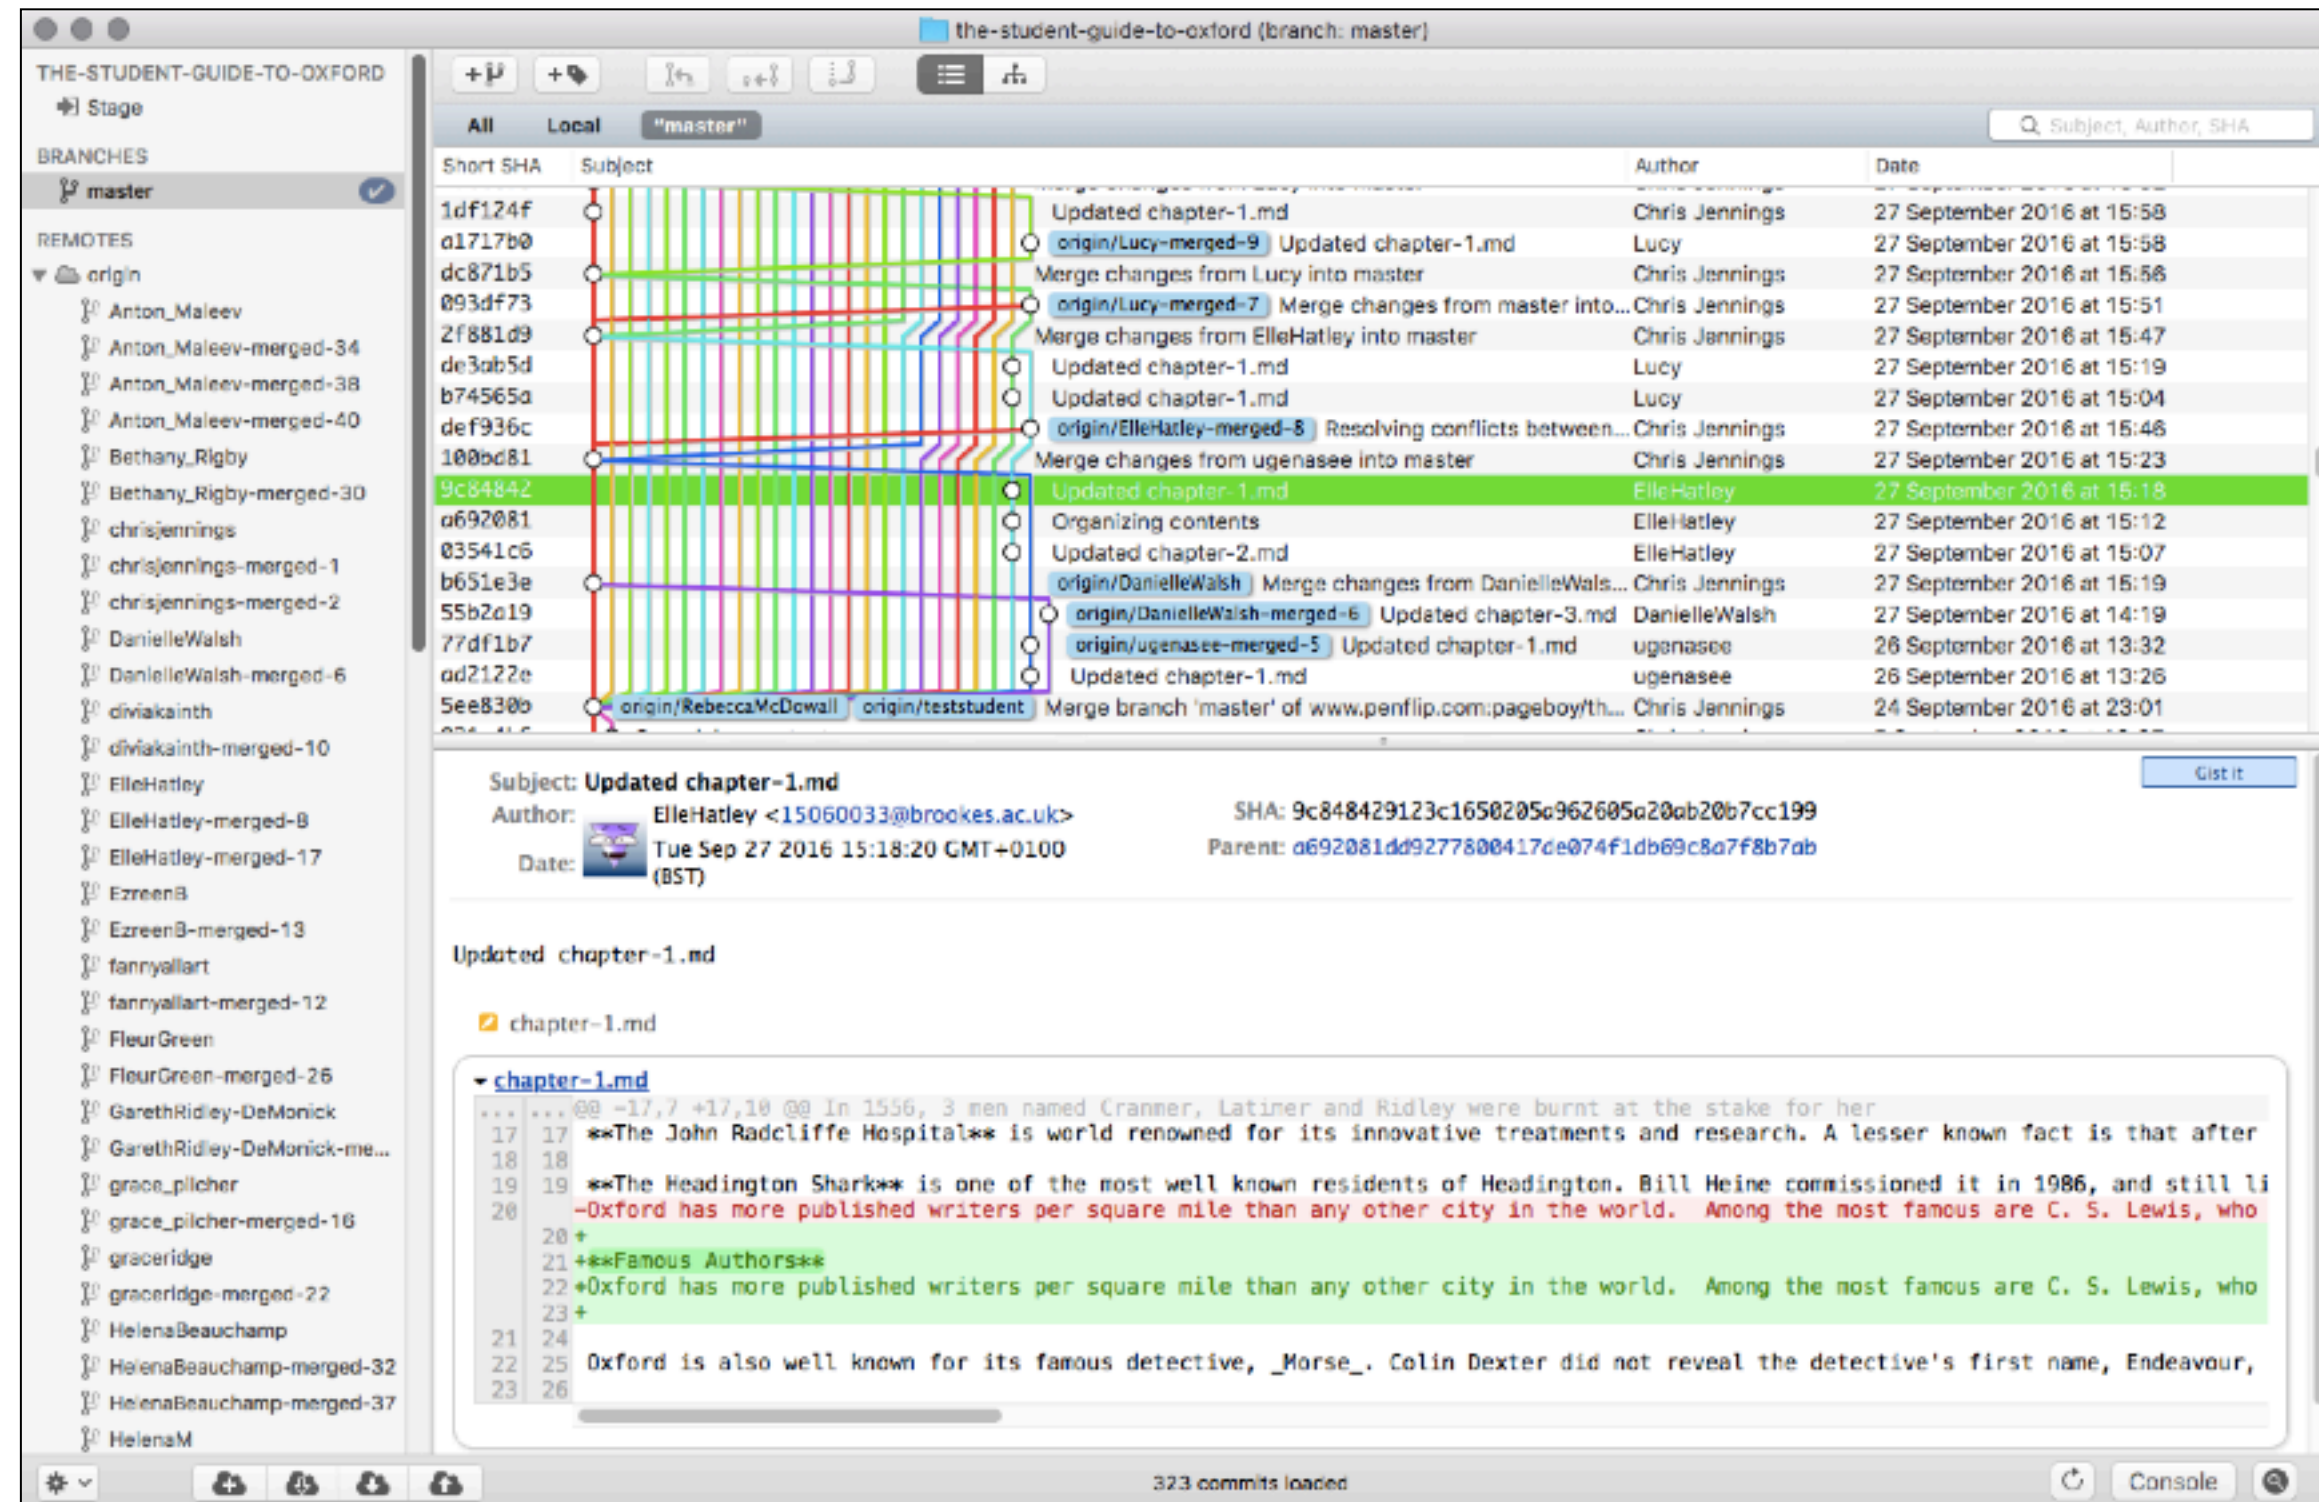 the-student-guide-to-oxford (branch: master)
THE-STUDENT-GUIDE-TO-OXFORD
Stage
BRANCHES
master
REMOTES
origin
Anton_Maleev
Anton_Maleev-merged-34
Anton_Maleev-merged-38
Anton_Maleev-merged-40
Bethany_Rigby
Bethany_Rigby-merged-30
chrisjennings
chrisjennings-merged-1
chrisjennings-merged-2
DanielleWalsh
DanielleWalsh-merged-6
diviakainth
diviakainth-merged-10
ElleHatley
ElleHatley-merged-8
ElleHatley-merged-17
EzreenB
EzreenB-merged-13
fannyallart
fannyallart-merged-12
FleurGreen
FleurGreen-merged-26
GarethRidley-DeMonick
GarethRidley-DeMonick-me...
grace_pilcher
grace_pilcher-merged-16
graceridge
graceridge-merged-22
HelenaBeauchamp
HelenaBeauchamp-merged-32
HelenaBeauchamp-merged-37
HelenaM
All Local "master" Subject, Author, SHA
Short SHA Subject Author Date
1df124f Updated chapter-1.md Chris Jennings 27 September 2016 at 15:58
a1717b0 origin/Lucy-merged-9 Updated chapter-1.md Lucy 27 September 2016 at 15:58
dc871b5 Merge changes from Lucy into master Chris Jennings 27 September 2016 at 15:56
093df73 origin/Lucy-merged-7 Merge changes from master into... Chris Jennings 27 September 2016 at 15:51
2f881d9 Merge changes from ElleHatley into master Chris Jennings 27 September 2016 at 15:47
de3ab5d Updated chapter-1.md Lucy 27 September 2016 at 15:19
b74565a Updated chapter-1.md Lucy 27 September 2016 at 15:04
def936c origin/ElleHatley-merged-8 Resolving conflicts between... Chris Jennings 27 September 2016 at 15:46
100bd81 Merge changes from ugenasee into master Chris Jennings 27 September 2016 at 15:23
9c84842 Updated chapter-1.md ElleHatley 27 September 2016 at 15:18
a692081 Organizing contents ElleHatley 27 September 2016 at 15:12
03541c6 Updated chapter-2.md ElleHatley 27 September 2016 at 15:07
b651e3e origin/DanielleWalsh Merge changes from DanielleWals... Chris Jennings 27 September 2016 at 15:19
55b2a19 origin/DanielleWalsh-merged-6 Updated chapter-3.md DanielleWalsh 27 September 2016 at 14:19
77df1b7 origin/ugenasee-merged-5 Updated chapter-1.md ugenasee 26 September 2016 at 13:32
ad2122e Updated chapter-1.md ugenasee 26 September 2016 at 13:26
5ee830b origin/RebeccaMcDowall origin/teststudent Merge branch 'master' of www.penflip.com:pageboy/th... Chris Jennings 24 September 2016 at 23:01
Gist it
Subject: Updated chapter-1.md
Author: ElleHatley <15060033@brookes.ac.uk> SHA: 9c848429123c1650205a962605a20ab20b7cc199
Date: Tue Sep 27 2016 15:18:20 GMT+0100 Parent: a692081dd9277800417de074f1db69c8a7f8b7ab
(BST)
Updated chapter-1.md
chapter-1.md
chapter-1.md
... ... @@ -17,7 +17,10 @@ In 1556, 3 men named Cranmer, Latimer and Ridley were burnt at the stake for her
17 17 **The John Radcliffe Hospital** is world renowned for its innovative treatments and research. A lesser known fact is that after
18 18
19 19 **The Headington Shark** is one of the most well known residents of Headington. Bill Heine commissioned it in 1986, and still li
20 -Oxford has more published writers per square mile than any other city in the world. Among the most famous are C. S. Lewis, who
20 +
21 +**Famous Authors**
22 +Oxford has more published writers per square mile than any other city in the world. Among the most famous are C. S. Lewis, who
23 +
21 24
22 25 Oxford is also well known for its famous detective, _Morse_. Colin Dexter did not reveal the detective's first name, Endeavour,
23 26
323 commits loaded
Console